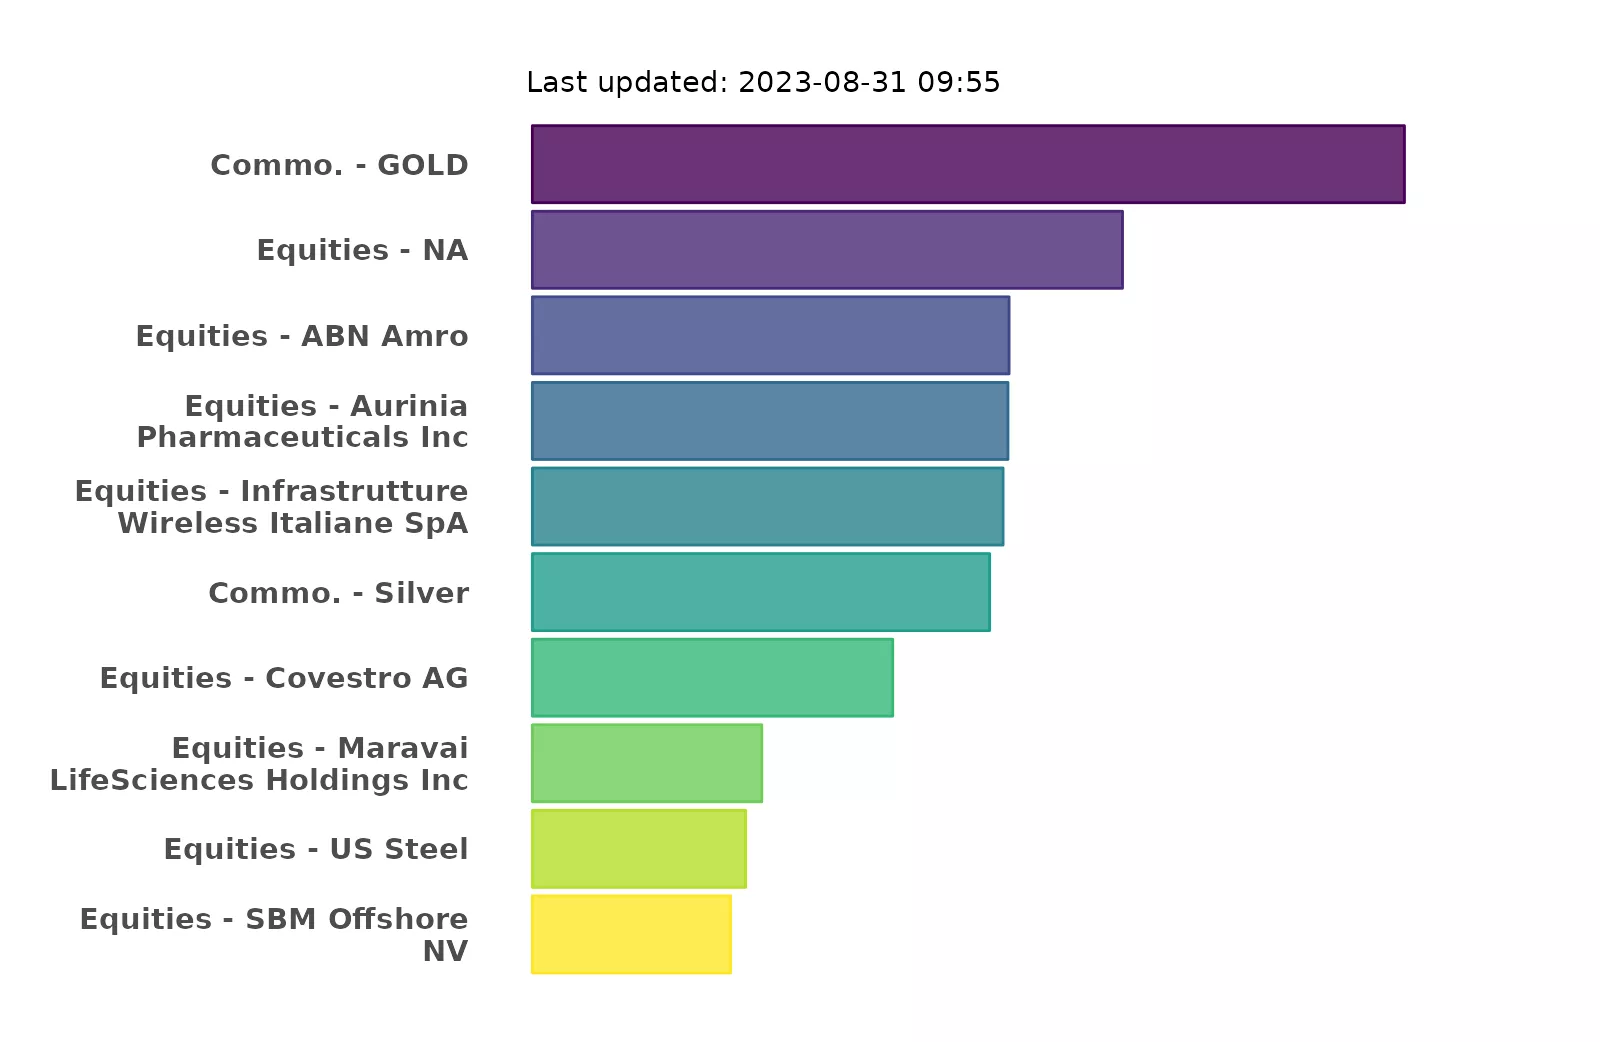 Last updated: 2023-08-31 09:55
Commo. - GOLD
Equities - NA
Equities - ABN Amro
Equities - Aurinia
Pharmaceuticals Inc
Equities - Infrastrutture
Wireless Italiane SpA
Commo. - Silver
Equities - Covestro AG
Equities - Maravai
LifeSciences Holdings Inc
Equities - US Steel
Equities - SBM Offshore
NV